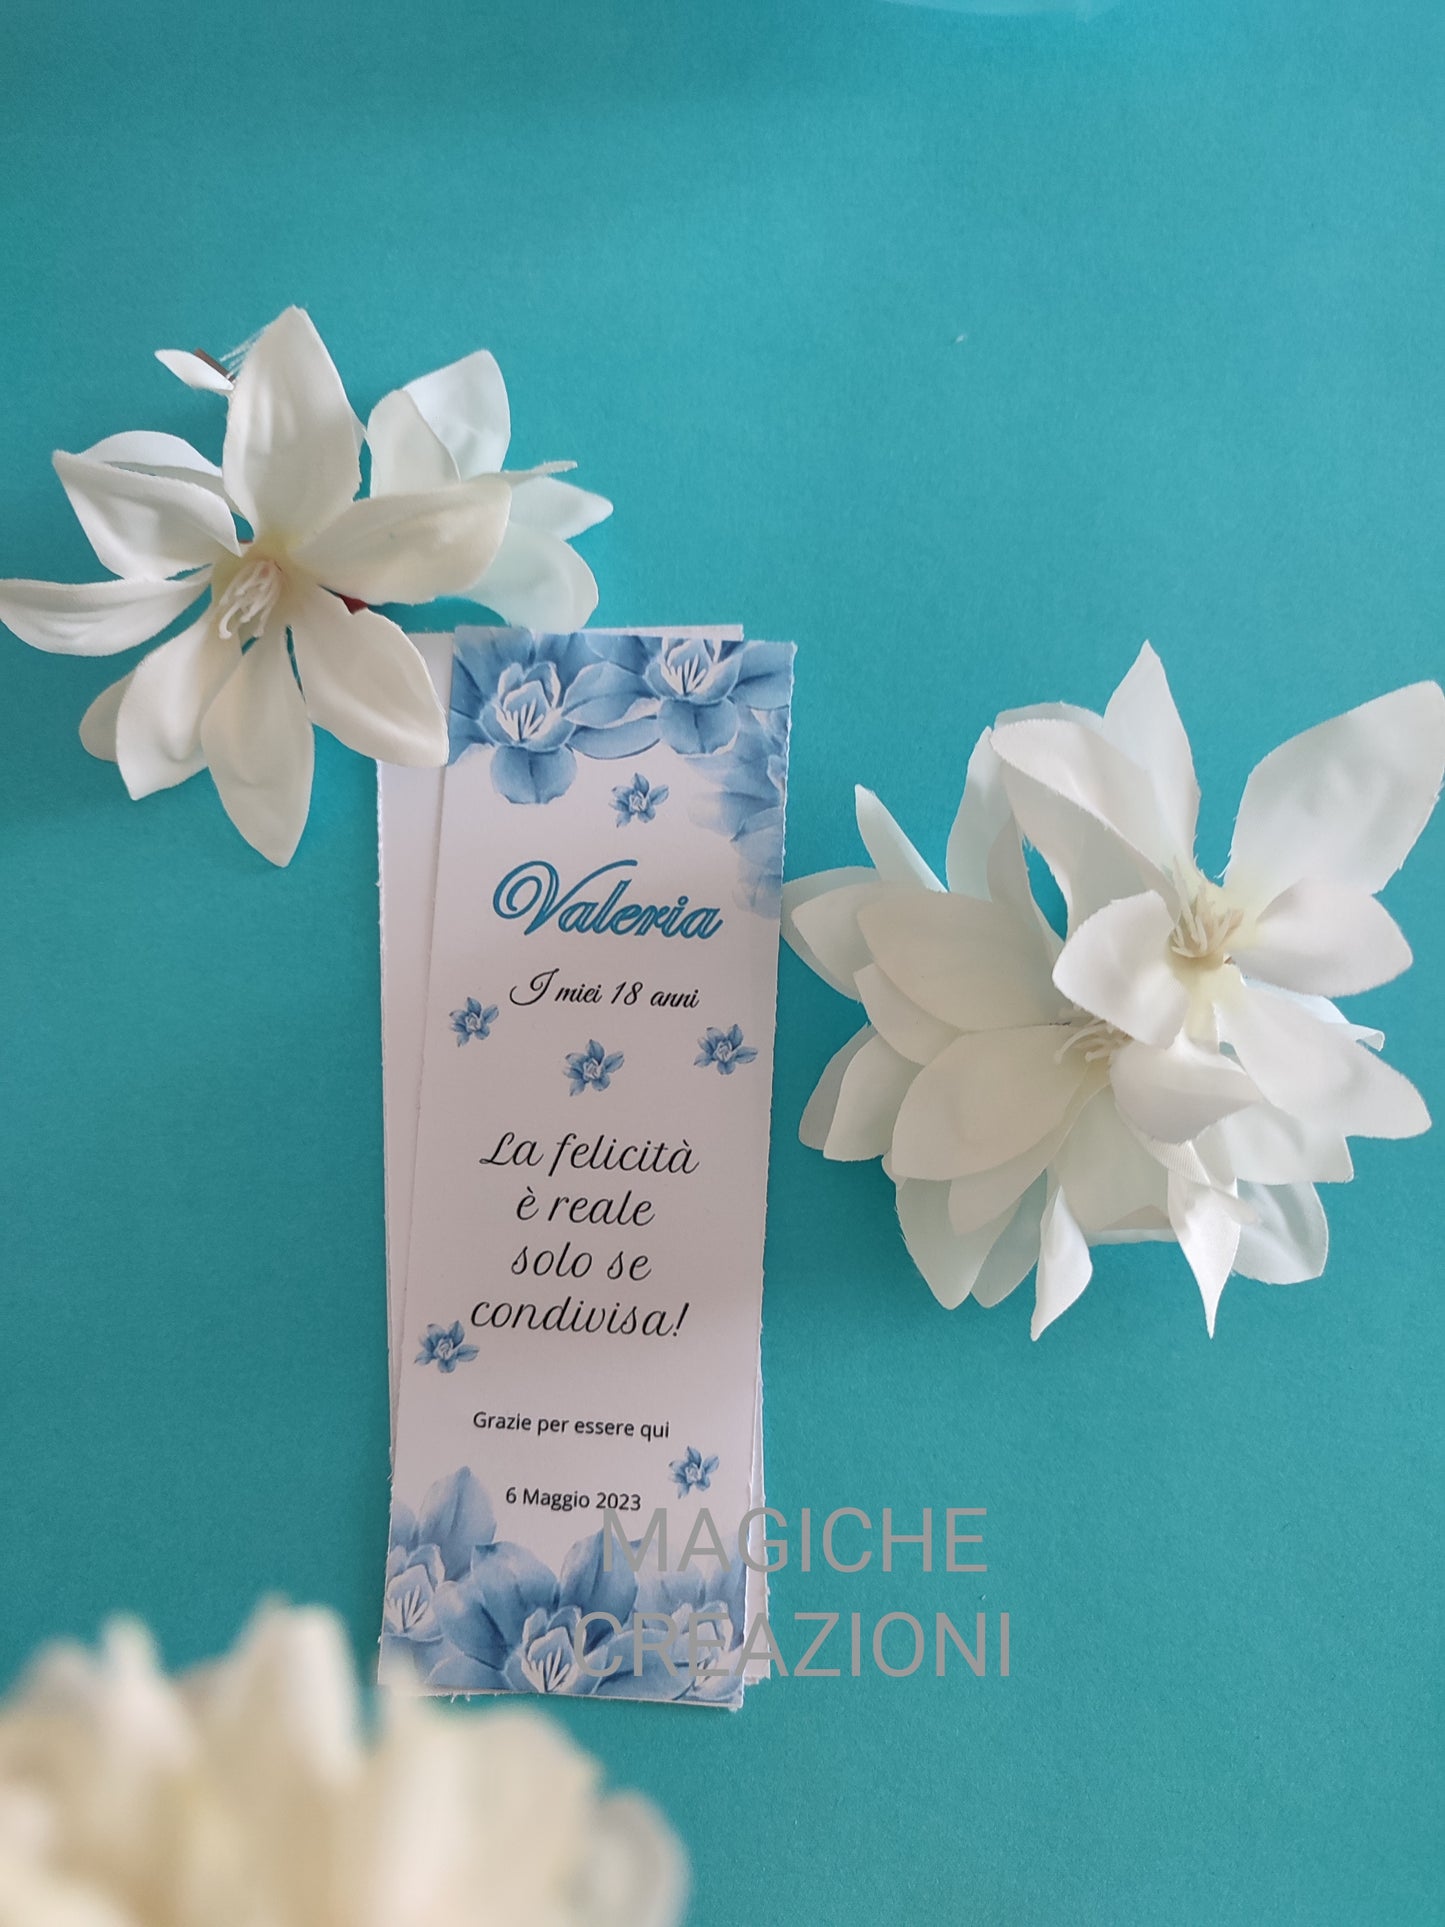 Valeria
I miei 18 anni
La felicità
è reale
solo se
condivisa!
Grazie per essere qui
6 Maggio 2023
MAGICHE
CREAZIONI